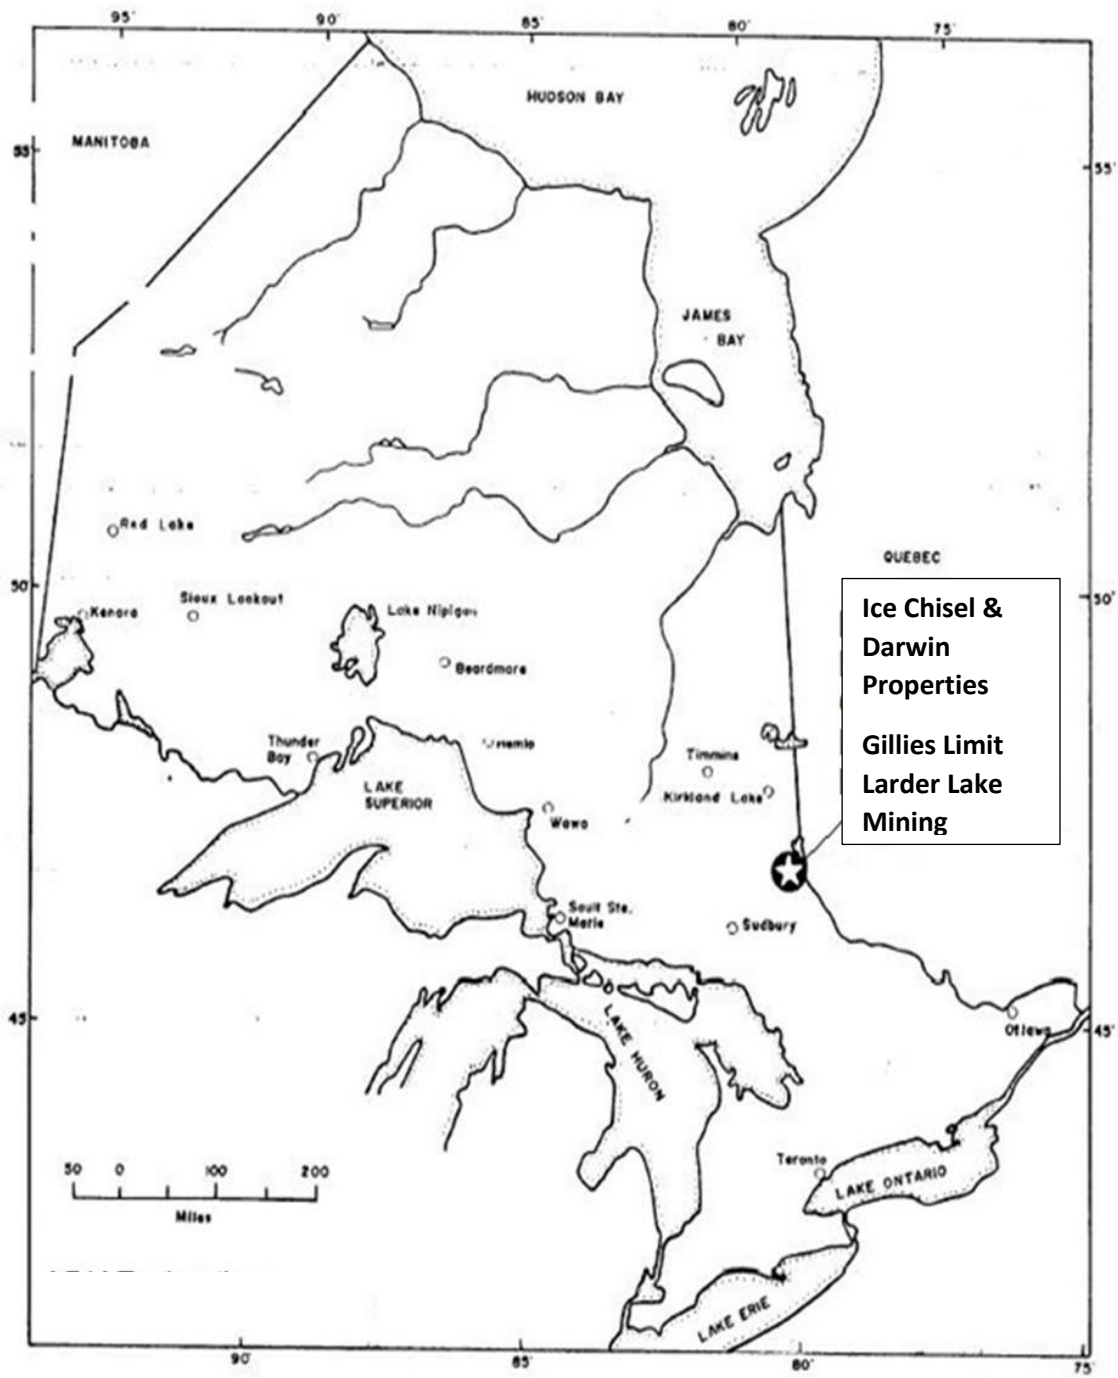 95°
90°
85°
80°
75°
HUDSON BAY
MANITOBA
55°
55°
JAMES
BAY
Red Lake
QUEBEC
50°
50°
Kenora
Sioux Lookout
Lake Nipigon
Beardmore
Ice Chisel &
Darwin
Properties
Gillies Limit
Larder Lake
Mining
Thunder
Bay
Timmins
Kirkland Lake
LAKE
SUPERIOR
Wawa
Sault Ste.
Marie
Sudbury
45°
45°
Ottawa
LAKE HURON
Toronto
LAKE ONTARIO
50 0 100 200
Miles
LAKE ERIE
90°
85°
80°
75°